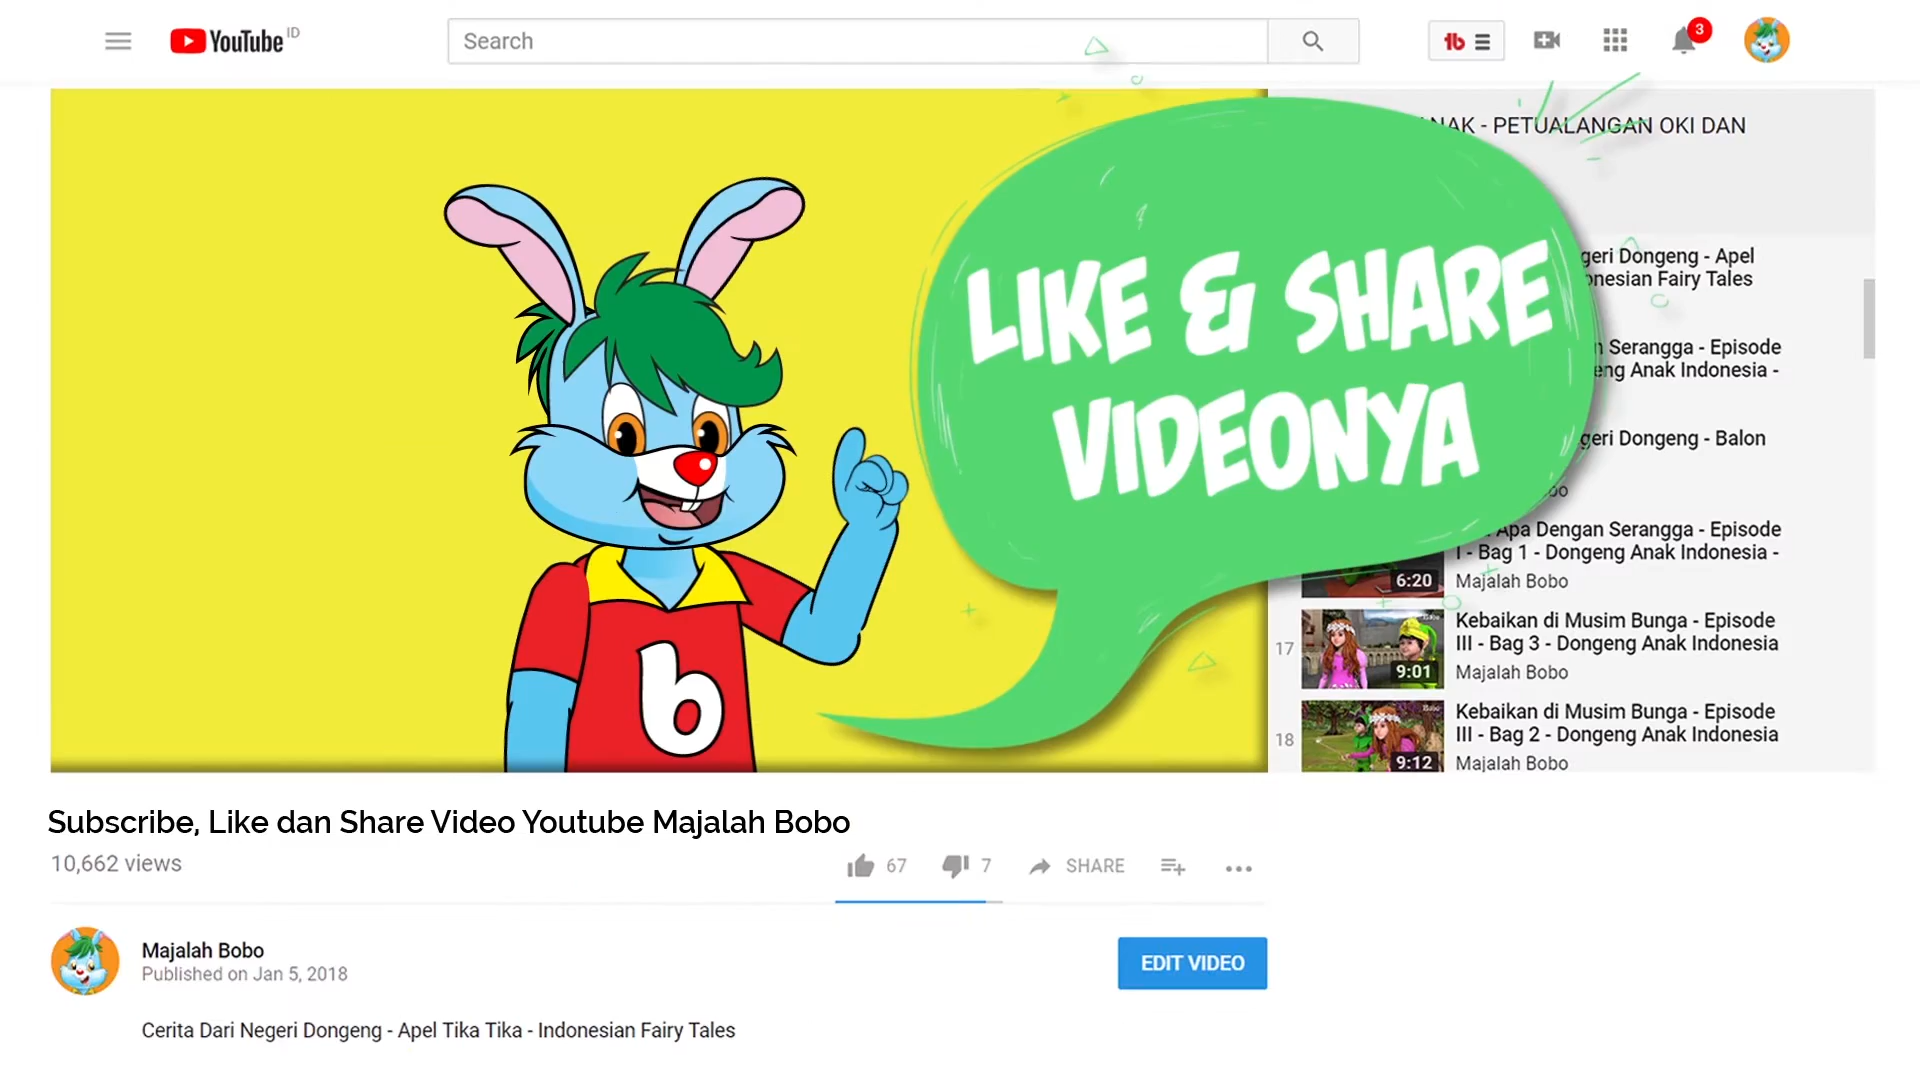 YouTube ID
Search
3
NAK - PETUALANGAN OKI DAN
LIKE & SHARE
VIDEONYA
b
geri Dongeng - Apel
onesian Fairy Tales
n Serangga - Episode
eng Anak Indonesia -
geri Dongeng - Balon
obo
Apa Dengan Serangga - Episode
I - Bag 1 - Dongeng Anak Indonesia -
6:20
Majalah Bobo
17
Kebaikan di Musim Bunga - Episode
III - Bag 3 - Dongeng Anak Indonesia
9:01
Majalah Bobo
18
Kebaikan di Musim Bunga - Episode
III - Bag 2 - Dongeng Anak Indonesia
9:12
Majalah Bobo
Subscribe, Like dan Share Video Youtube Majalah Bobo
10,662 views
67
7
SHARE
Majalah Bobo
Published on Jan 5, 2018
EDIT VIDEO
Cerita Dari Negeri Dongeng - Apel Tika Tika - Indonesian Fairy Tales